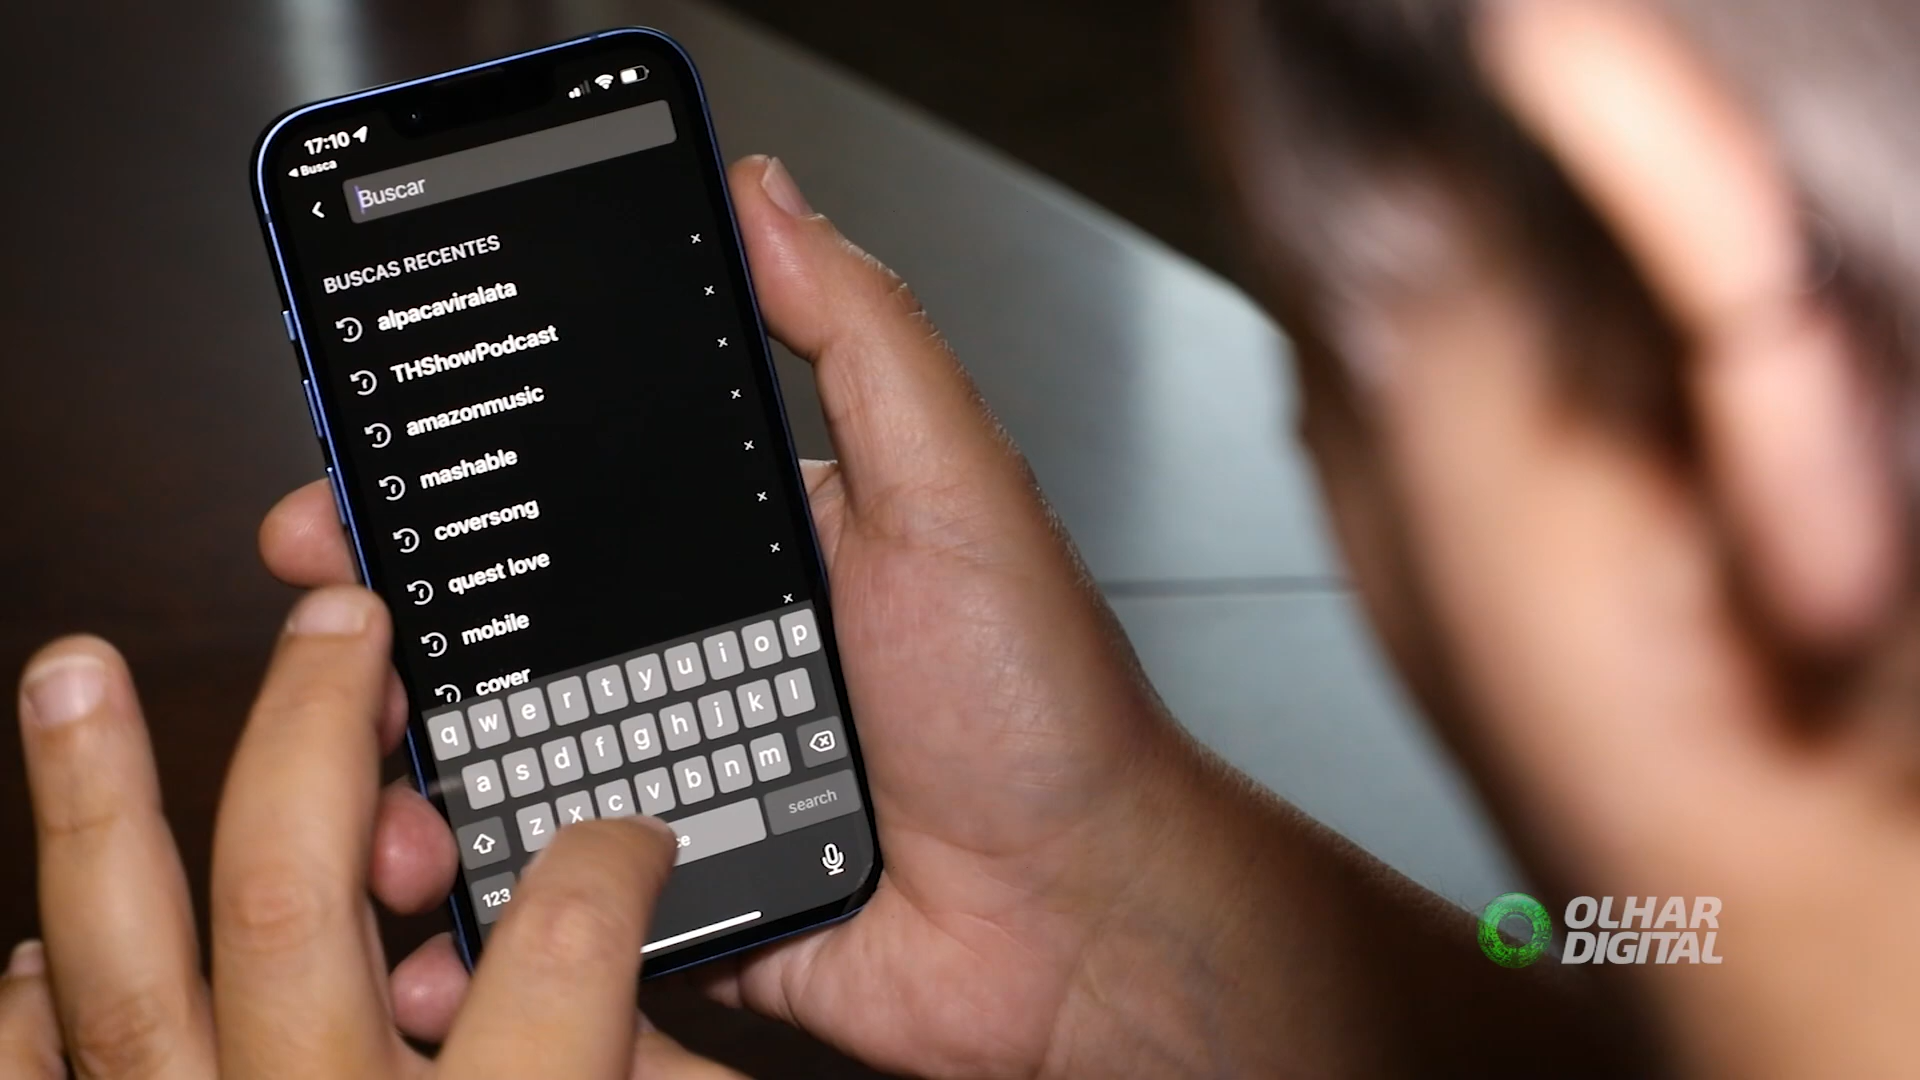 17:10
Busca
Buscar
BUSCAS RECENTES
alpacaviralata
THShowPodcast
amazonmusic
mashable
coversong
quest love
mobile
cover
q w e r t y u i o p
a s d f g h j k l
z x c v b n m
search
123
OLHAR
DIGITAL